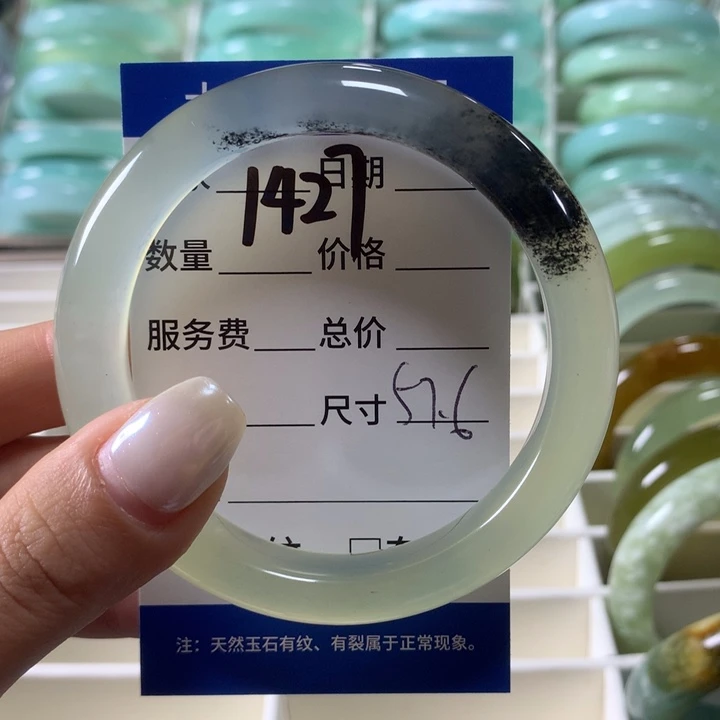 1427
日期
数量 价格
服务费 总价
尺寸 57.6
注：天然玉石有纹、有裂属于正常现象。